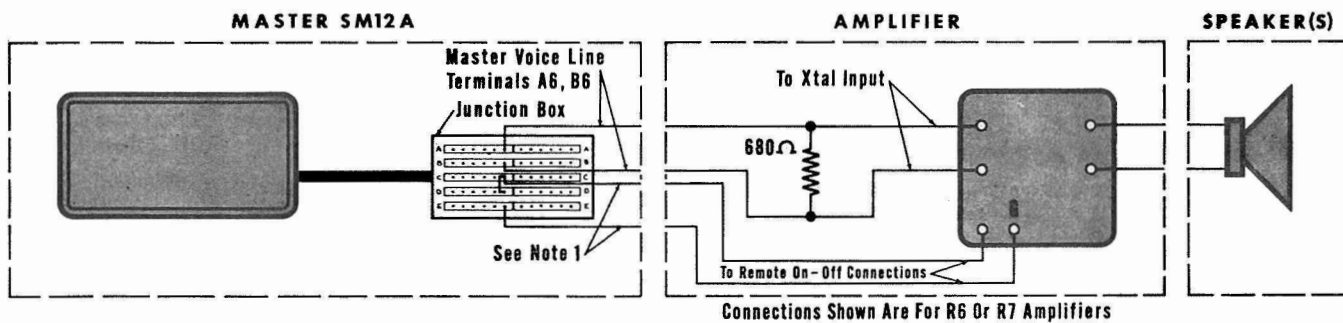 MASTER SM12A
AMPLIFIER
SPEAKER(S)
Master Voice Line
Terminals A6, B6
Junction Box
A A
B B
C C
D D
E E
See Note 1
To Xtal Input
680Ω
To Remote On-Off Connections
Connections Shown Are For R6 Or R7 Amplifiers